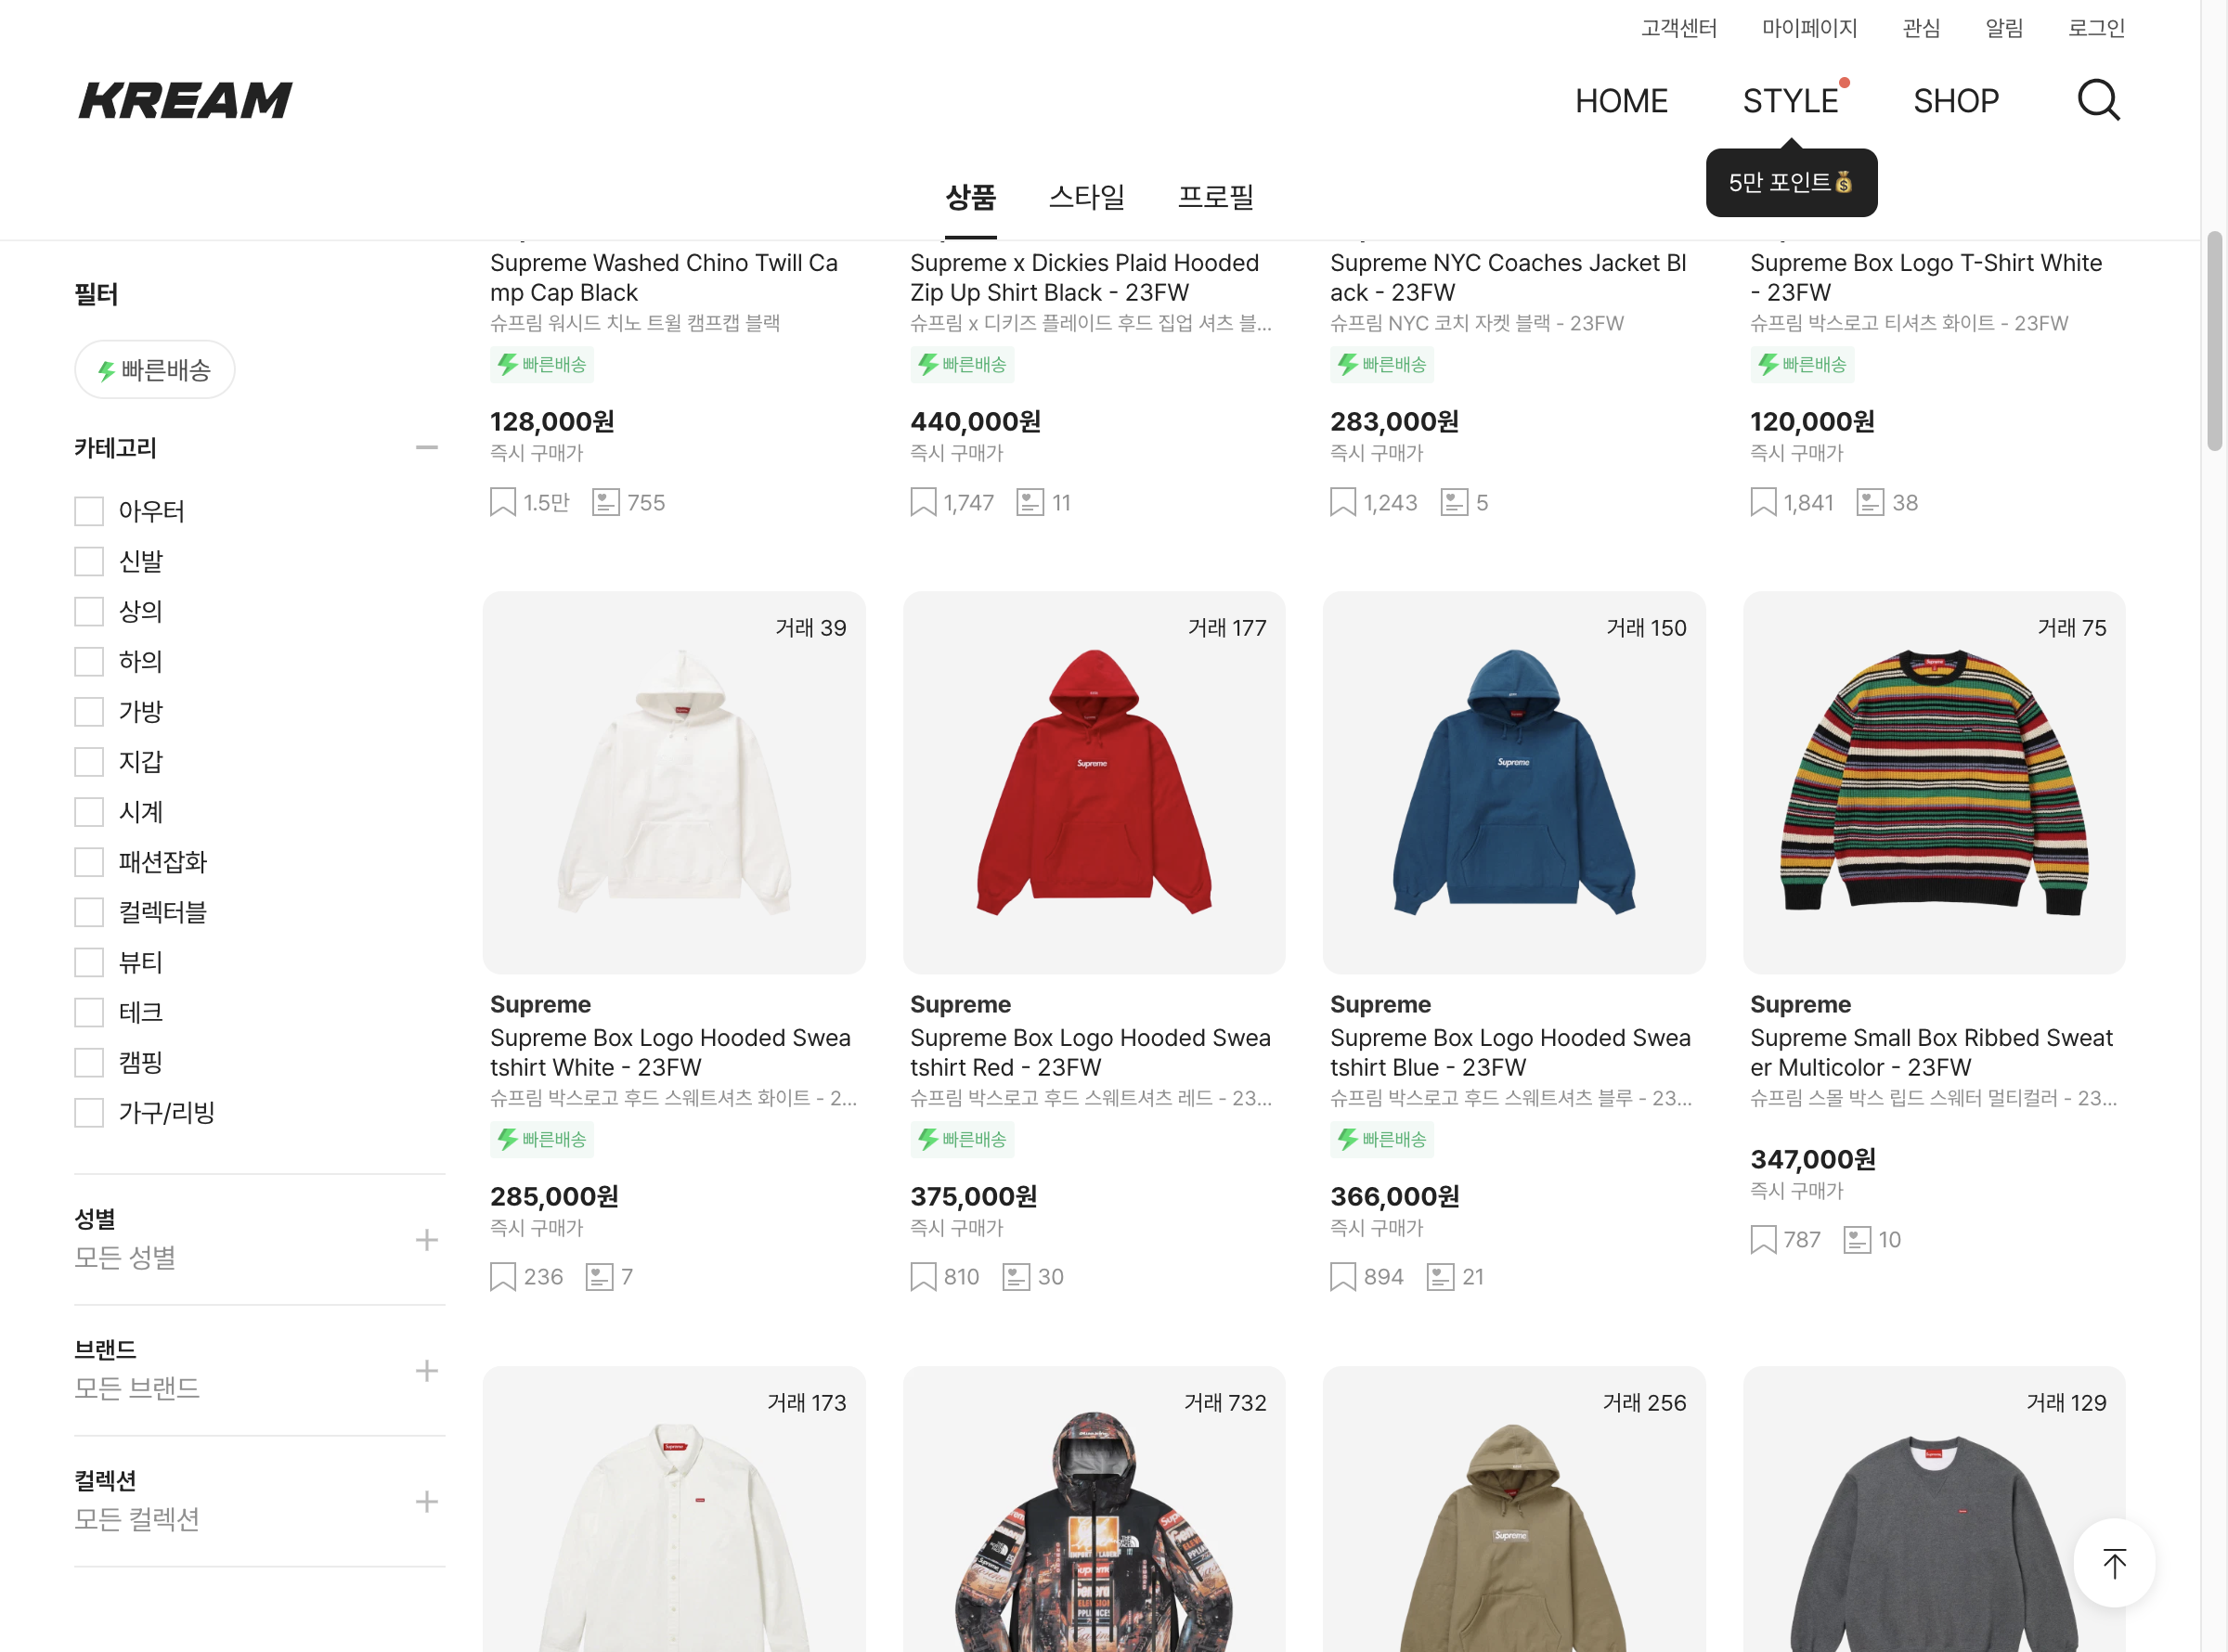 고객센터 마이페이지 관심 알림 로그인
KREAM
HOME STYLE SHOP
5만 포인트💰
상품 스타일 프로필
필터
빠른배송
카테고리
아우터
신발
상의
하의
가방
지갑
시계
패션잡화
컬렉터블
뷰티
테크
캠핑
가구/리빙
성별
모든 성별
브랜드
모든 브랜드
컬렉션
모든 컬렉션
Supreme Washed Chino Twill Ca
mp Cap Black
슈프림 워시드 치노 트윌 캠프캡 블랙
빠른배송
128,000원
즉시 구매가
1.5만 755
Supreme x Dickies Plaid Hooded
Zip Up Shirt Black - 23FW
슈프림 x 디키즈 플레이드 후드 집업 셔츠 블...
빠른배송
440,000원
즉시 구매가
1,747 11
Supreme NYC Coaches Jacket Bl
ack - 23FW
슈프림 NYC 코치 자켓 블랙 - 23FW
빠른배송
283,000원
즉시 구매가
1,243 5
Supreme Box Logo T-Shirt White
- 23FW
슈프림 박스로고 티셔츠 화이트 - 23FW
빠른배송
120,000원
즉시 구매가
1,841 38
거래 39
Supreme
Supreme Box Logo Hooded Swea
tshirt White - 23FW
슈프림 박스로고 후드 스웨트셔츠 화이트 - 2...
빠른배송
285,000원
즉시 구매가
236 7
거래 177
Supreme
Supreme
Supreme Box Logo Hooded Swea
tshirt Red - 23FW
슈프림 박스로고 후드 스웨트셔츠 레드 - 23...
빠른배송
375,000원
즉시 구매가
810 30
거래 150
Supreme
Supreme
Supreme Box Logo Hooded Swea
tshirt Blue - 23FW
슈프림 박스로고 후드 스웨트셔츠 블루 - 23...
빠른배송
366,000원
즉시 구매가
894 21
거래 75
Supreme
Supreme
Supreme Small Box Ribbed Sweat
er Multicolor - 23FW
슈프림 스몰 박스 립드 스웨터 멀티컬러 - 23...
347,000원
즉시 구매가
787 10
거래 173
Supreme
거래 732
거래 256
Supreme
거래 129
Supreme